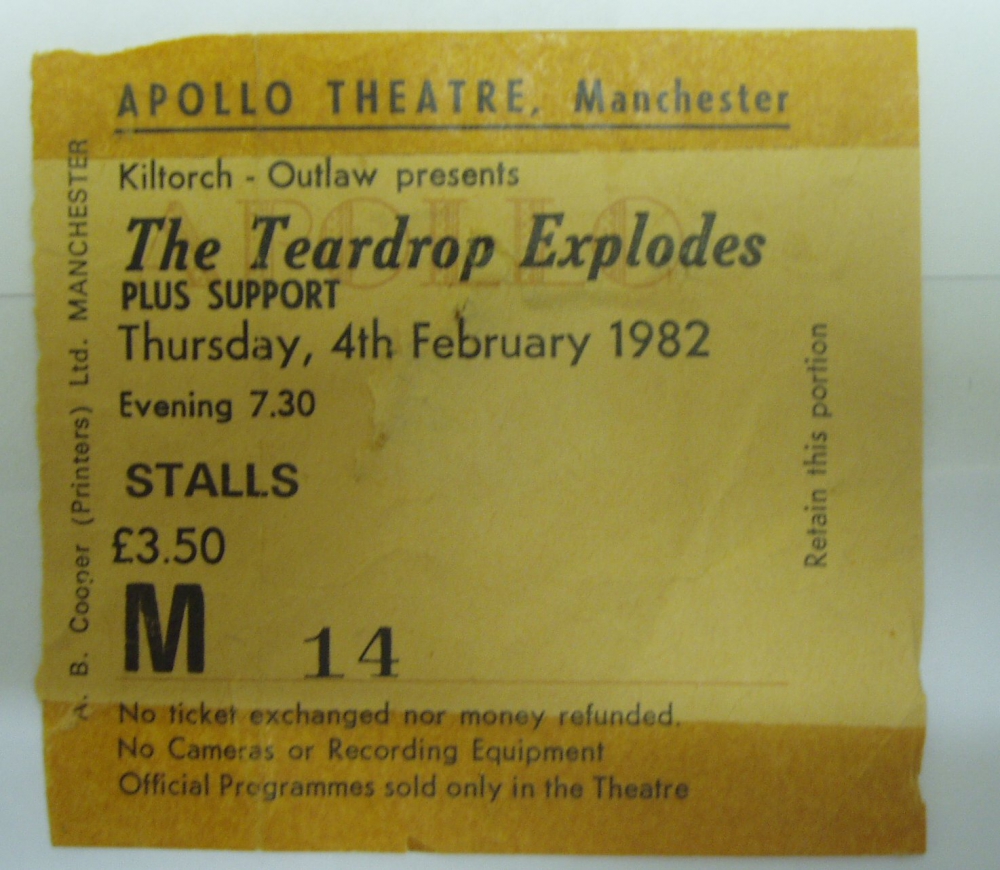 APOLLO THEATRE, Manchester
Kiltorch - Outlaw presents
APOLLO
The Teardrop Explodes
PLUS SUPPORT
Thursday, 4th February 1982
Evening 7.30
STALLS
£3.50
M 14
No ticket exchanged nor money refunded.
No Cameras or Recording Equipment
Official Programmes sold only in the Theatre
A. B. Cooper (Printers) Ltd. MANCHESTER
Retain this portion